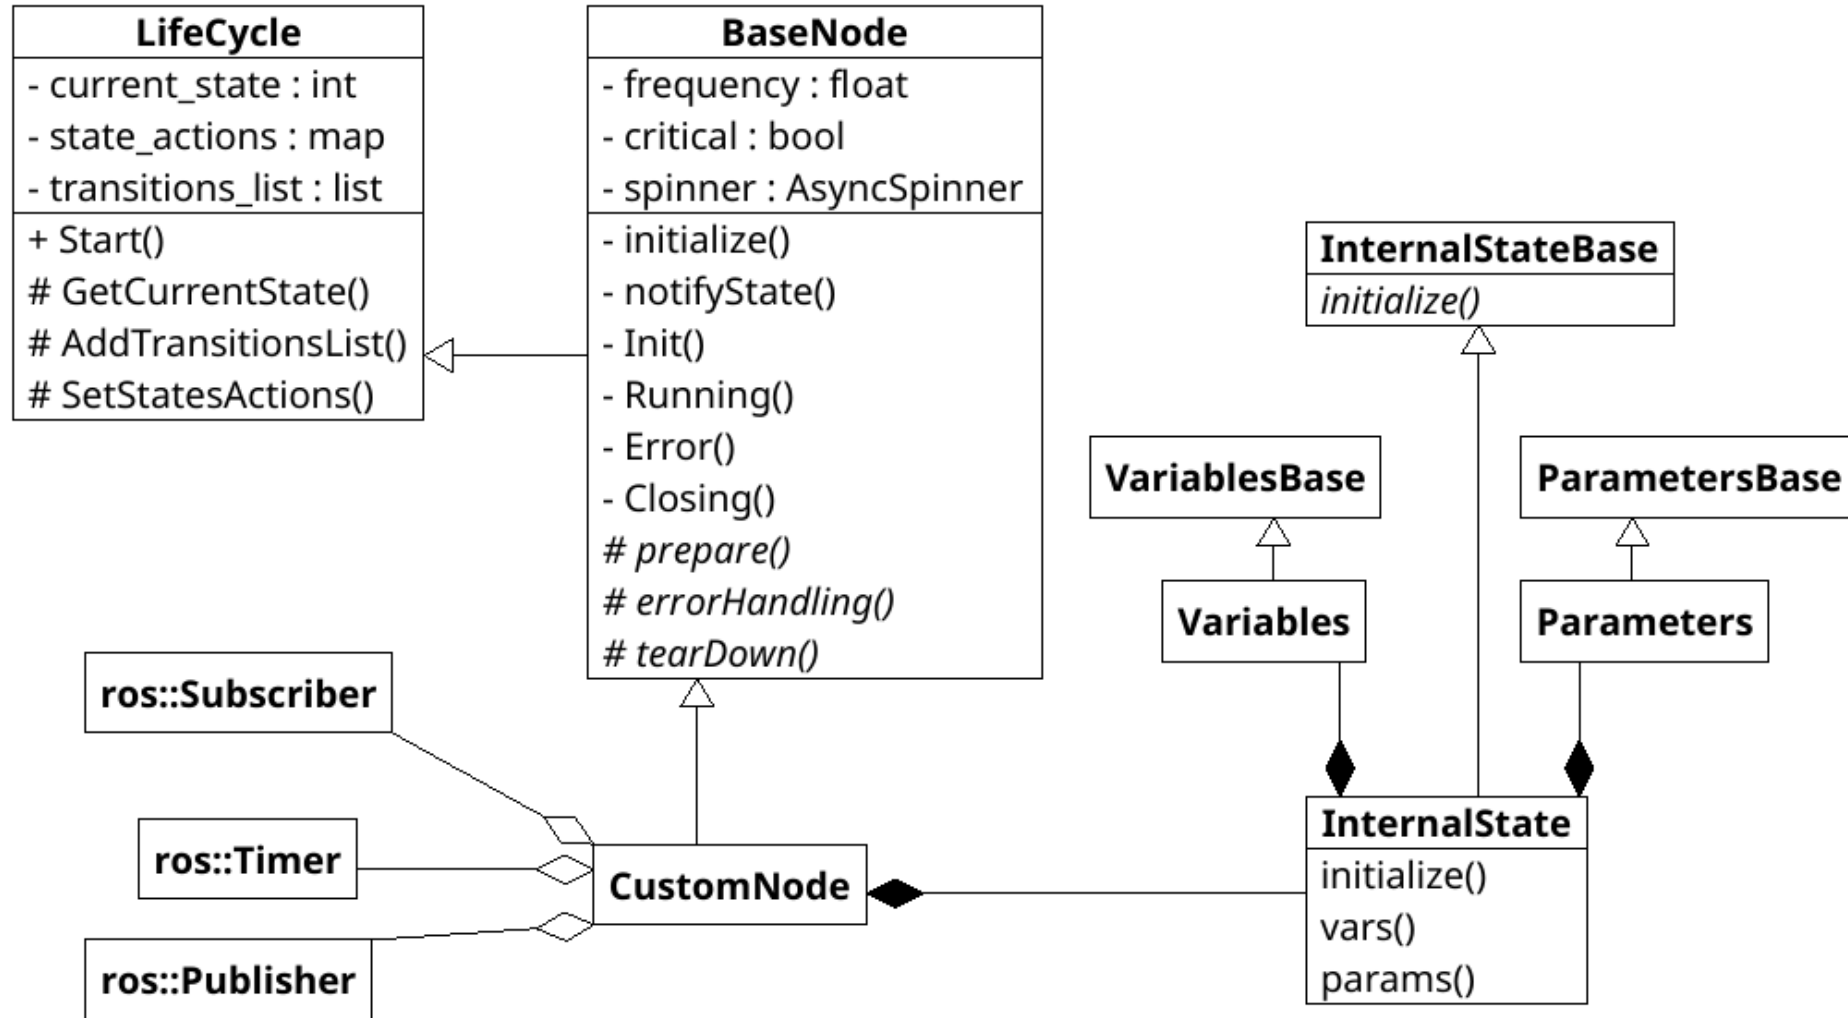 LifeCycle
- current_state : int
- state_actions : map
- transitions_list : list
+ Start()
# GetCurrentState()
# AddTransitionsList()
# SetStatesActions()
BaseNode
- frequency : float
- critical : bool
- spinner : AsyncSpinner
- initialize()
- notifyState()
- Init()
- Running()
- Error()
- Closing()
# prepare()
# errorHandling()
# tearDown()
InternalStateBase
initialize()
VariablesBase
ParametersBase
Variables
Parameters
ros::Subscriber
ros::Timer
ros::Publisher
CustomNode
InternalState
initialize()
vars()
params()